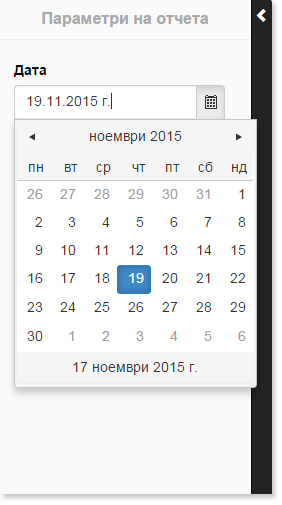 Параметри на отчета
Дата
19.11.2015 г.
ноември 2015
пн вт ср чт пт сб нд
26 27 28 29 30 31 1
2 3 4 5 6 7 8
9 10 11 12 13 14 15
16 17 18 19 20 21 22
23 24 25 26 27 28 29
30 1 2 3 4 5 6
17 ноември 2015 г.